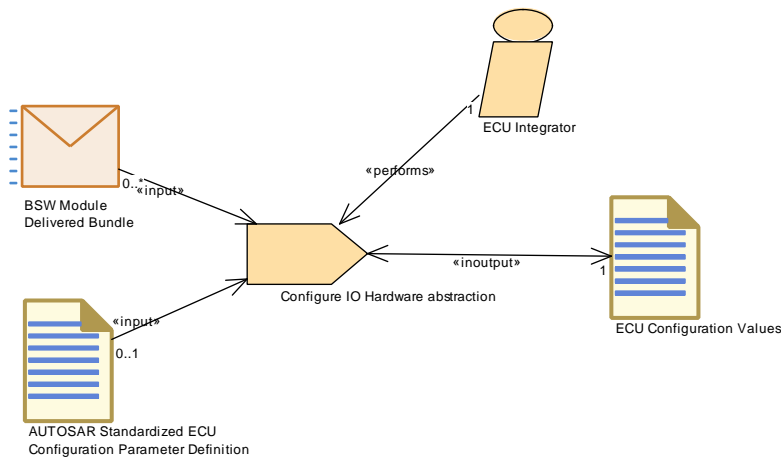 1
ECU Integrator
«performs»
0..*
«input»
BSW Module
Delivered Bundle
«inoutput»
1
Configure IO Hardware abstraction
ECU Configuration Values
«input»
0..1
AUTOSAR Standardized ECU
Configuration Parameter Definition